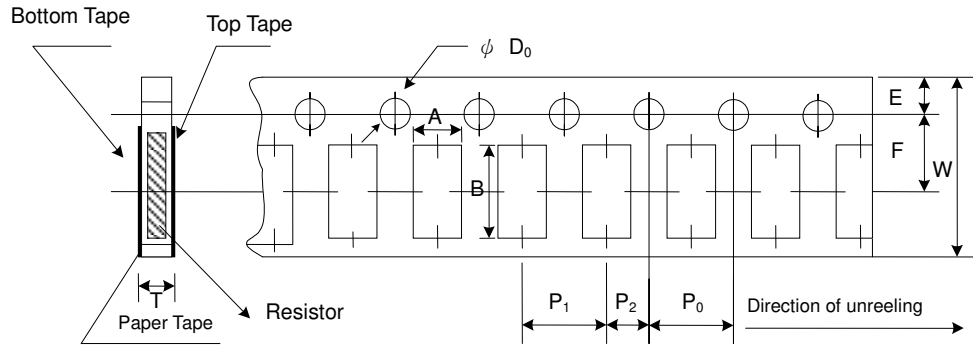 Bottom Tape
Top Tape
ψ D₀
A
B
E
F
W
T
Paper Tape
Resistor
P₁
P₂
P₀
Direction of unreeling